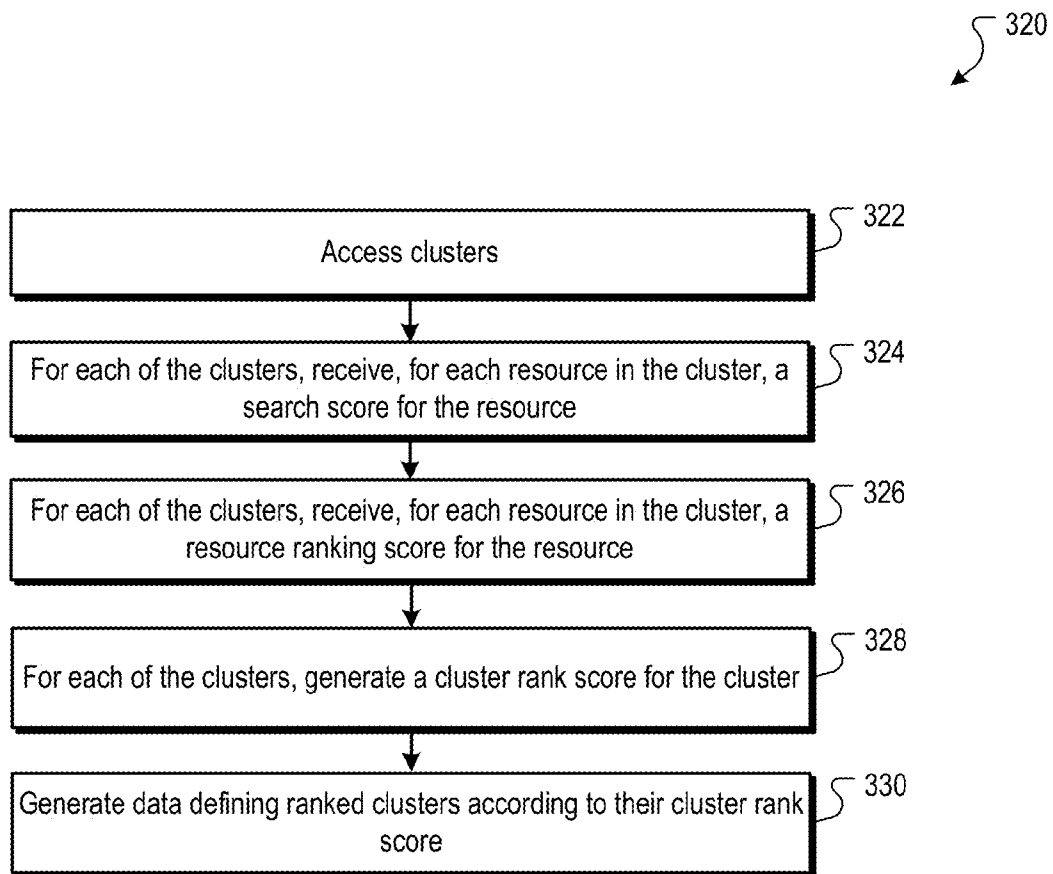 320
Access clusters
322
For each of the clusters, receive, for each resource in the cluster, a
search score for the resource
324
For each of the clusters, receive, for each resource in the cluster, a
resource ranking score for the resource
326
For each of the clusters, generate a cluster rank score for the cluster
328
Generate data defining ranked clusters according to their cluster rank
score
330